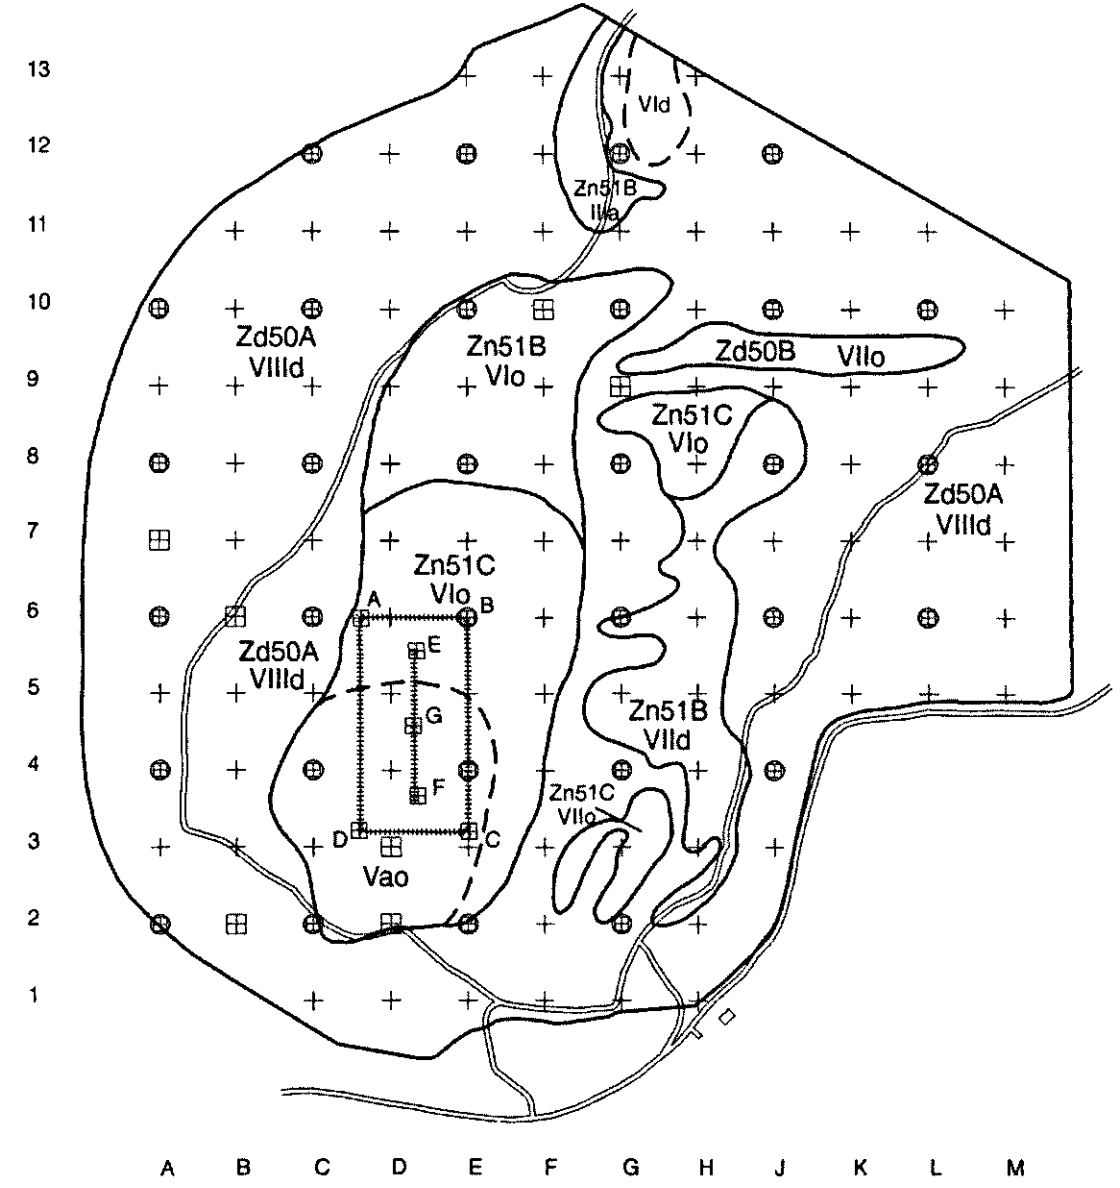 13
VId
12
Zn51B
IIIa
11
10
Zd50A
VIIId
Zn51B
VIo
Zd50B VIIo
9
Zn51C
VIo
8
Zd50A
VIIId
7
Zn51C
VIo
A
B
6
E
Zd50A
VIIId
5
G
Zn51B
VIId
4
F
Zn51C
VIIo
D
C
3
Vao
2
1
A B C D E F G H J K L M